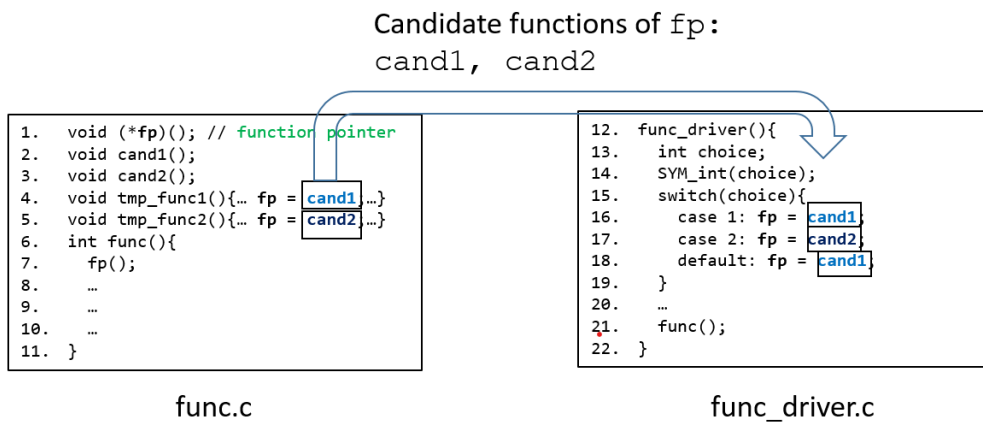 Candidate functions of fp:
cand1, cand2
1. void (*fp)(); // function pointer
2. void cand1();
3. void cand2();
4. void tmp_func1(){… fp = cand1;…}
5. void tmp_func2(){… fp = cand2;…}
6. int func(){
7. fp();
8. …
9. …
10. …
11. }
func.c
12. func_driver(){
13. int choice;
14. SYM_int(choice);
15. switch(choice){
16. case 1: fp = cand1;
17. case 2: fp = cand2;
18. default: fp = cand1;
19. }
20. …
21. func();
22. }
func_driver.c